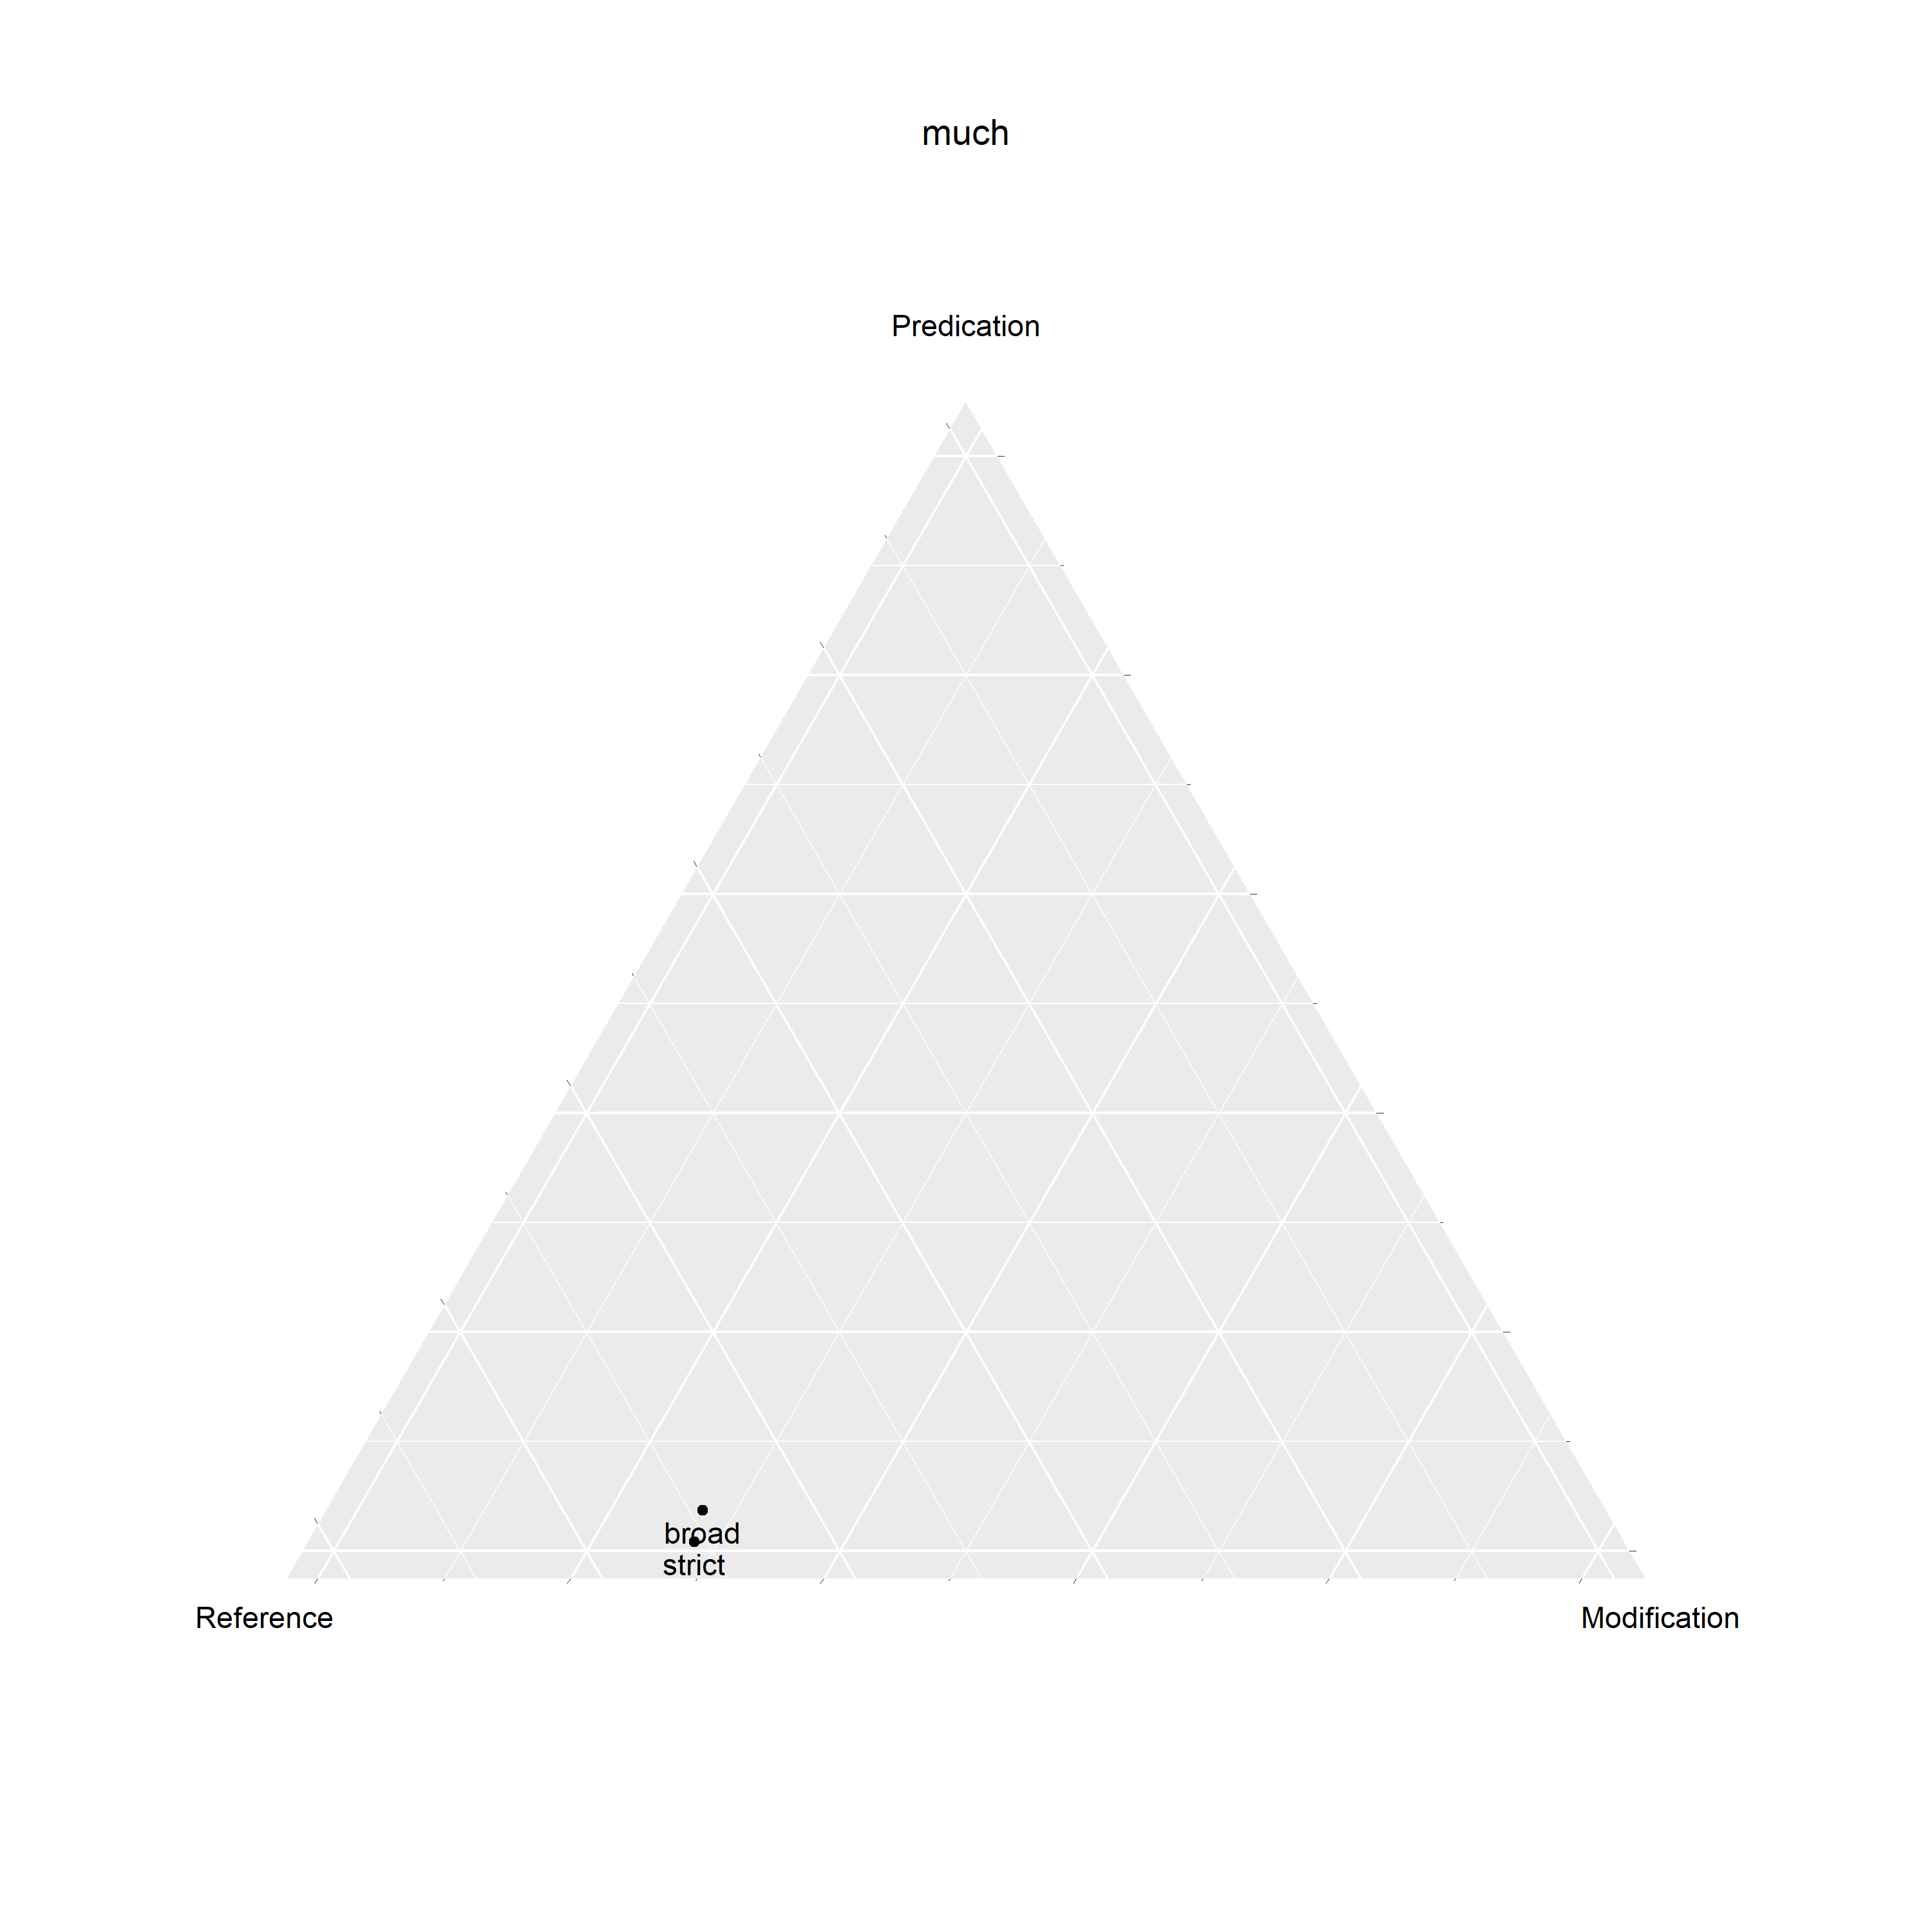 much
Predication
broad
strict
Reference
Modification